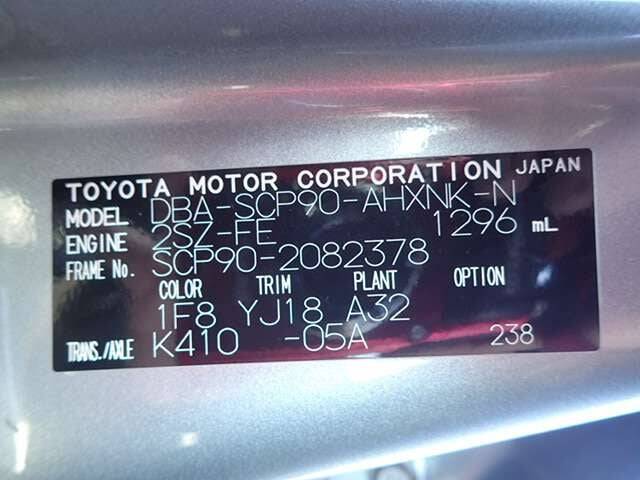 TOYOTA MOTOR CORPORATION JAPAN
MODEL DBA-SCP90-AHXNK-N
ENGINE 2SZ-FE 1296 mL
FRAME No. SCP90-2082378
COLOR TRIM PLANT OPTION
1F8 YJ18 A32
TRANS./AXLE K410 -05A 238